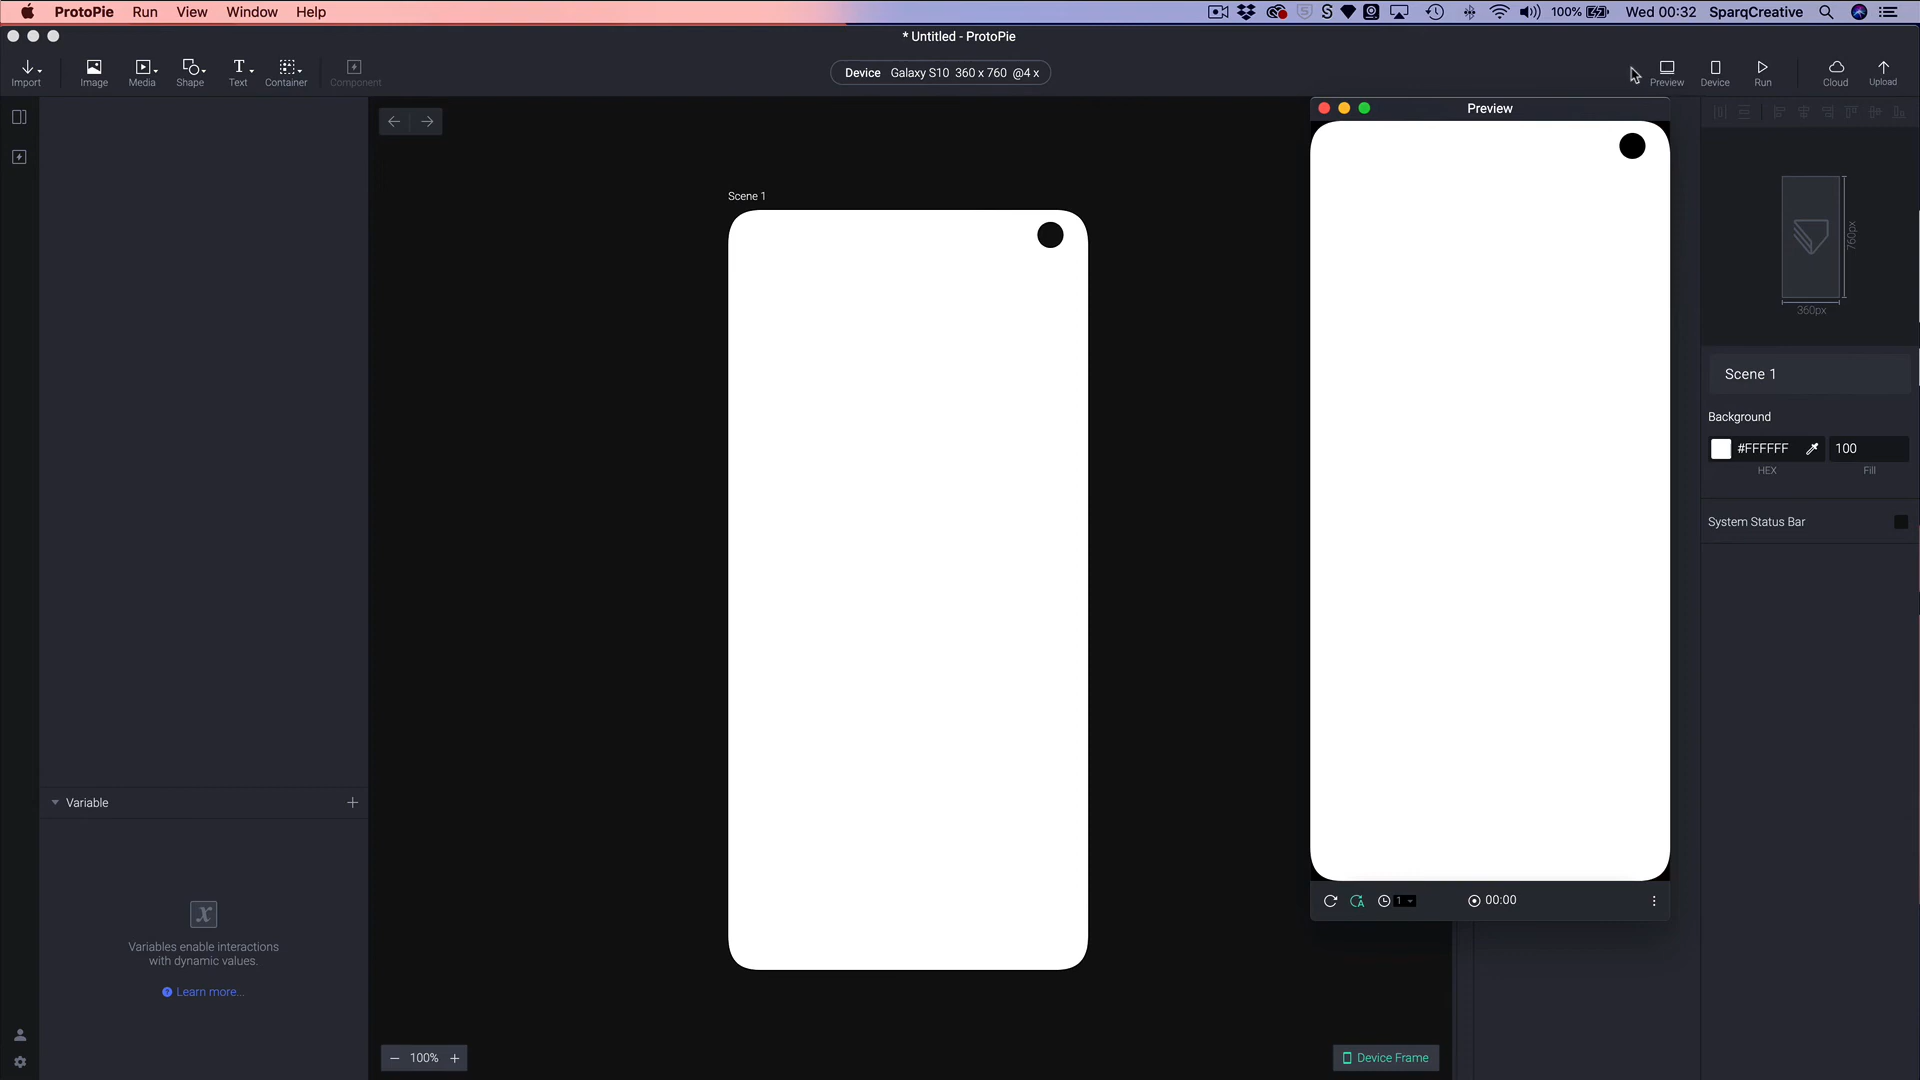 ProtoPie Run View Window Help
100% Wed 00:32 SparqCreative
* Untitled - ProtoPie
Import Image Media Shape Text Container Component
Device Galaxy S10 360 x 760 @4 x
Preview Device Run Cloud Upload
Preview
Scene 1
760px
360px
Scene 1
Background
#FFFFFF 100
HEX Fill
System Status Bar
Variable
x
Variables enable interactions
with dynamic values.
? Learn more...
1 00:00
100%
Device Frame